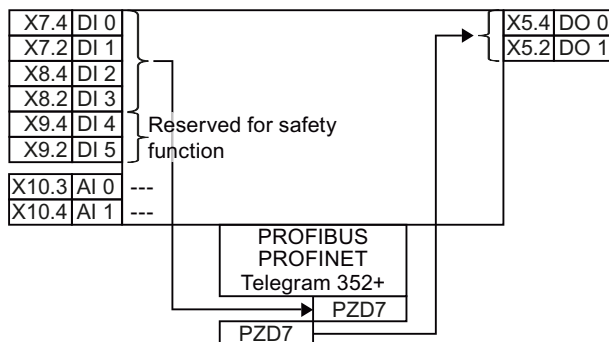 X7.4 DI 0
X7.2 DI 1
X8.4 DI 2
X8.2 DI 3
X9.4 DI 4
X9.2 DI 5
Reserved for safety
function
X10.3 AI 0 ---
X10.4 AI 1 ---
X5.4 DO 0
X5.2 DO 1
PROFIBUS
PROFINET
Telegram 352+
PZD7
PZD7